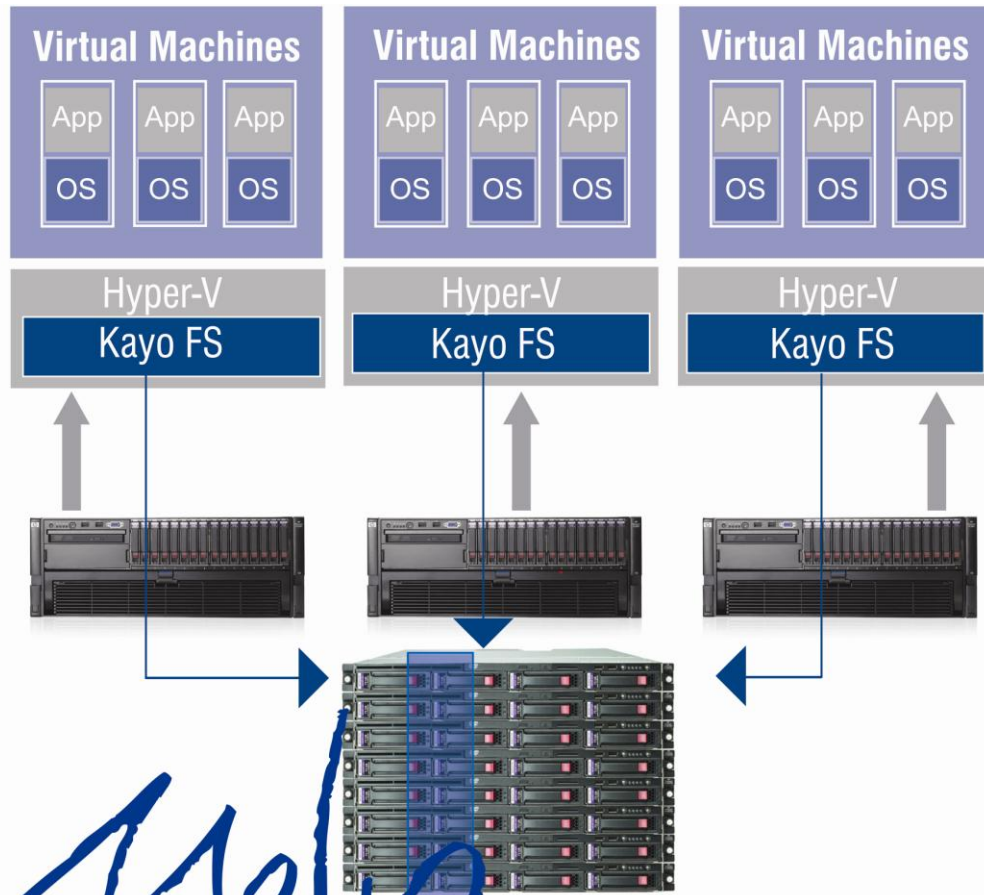 Virtual Machines Virtual Machines Virtual Machines
App App App App App App App App App
OS OS OS OS OS OS OS OS OS
Hyper-V Hyper-V Hyper-V
Kayo FS Kayo FS Kayo FS